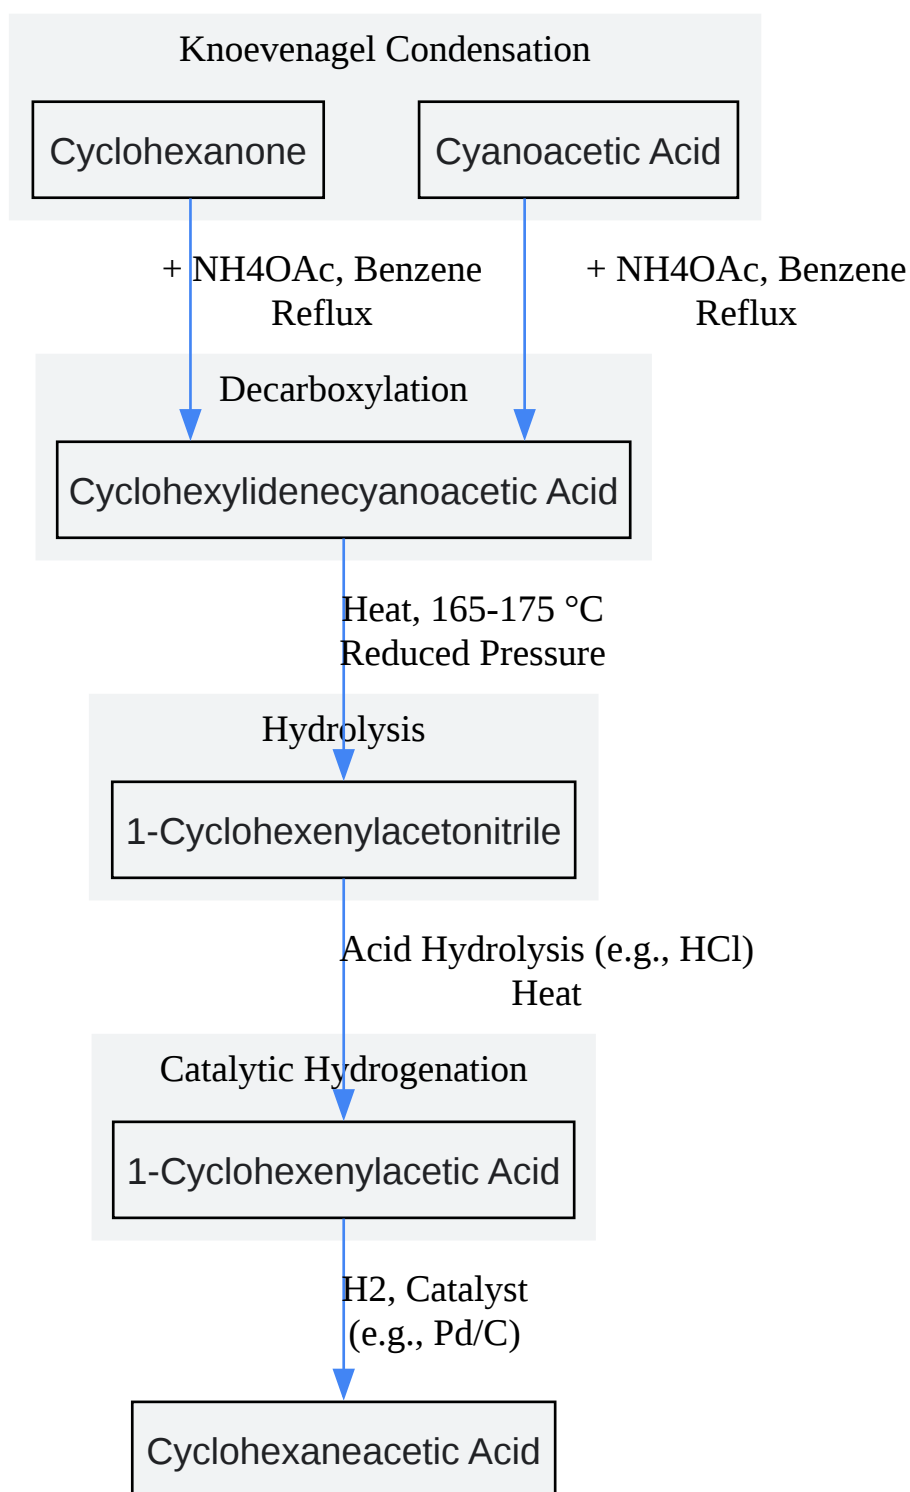 Knoevenagel Condensation
Cyclohexanone
Cyanoacetic Acid
+ NH4OAc, Benzene
Reflux
+ NH4OAc, Benzene
Reflux
Decarboxylation
Cyclohexylidenecyanoacetic Acid
Heat, 165-175 °C
Reduced Pressure
Hydrolysis
1-Cyclohexenylacetonitrile
Acid Hydrolysis (e.g., HCl)
Heat
Catalytic Hydrogenation
1-Cyclohexenylacetic Acid
H2, Catalyst
(e.g., Pd/C)
Cyclohexaneacetic Acid